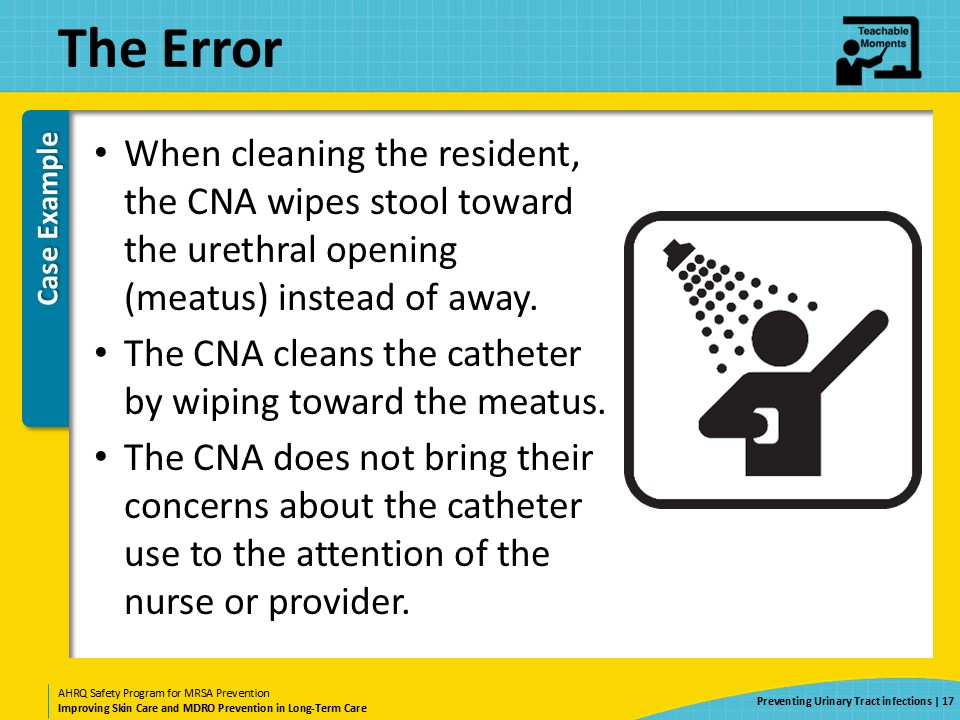 The Error
Teachable
Moments
Case Example
• When cleaning the resident,
the CNA wipes stool toward
the urethral opening
(meatus) instead of away.
• The CNA cleans the catheter
by wiping toward the meatus.
• The CNA does not bring their
concerns about the catheter
use to the attention of the
nurse or provider.
AHRQ Safety Program for MRSA Prevention
Improving Skin Care and MDRO Prevention in Long-Term Care
Preventing Urinary Tract infections | 17